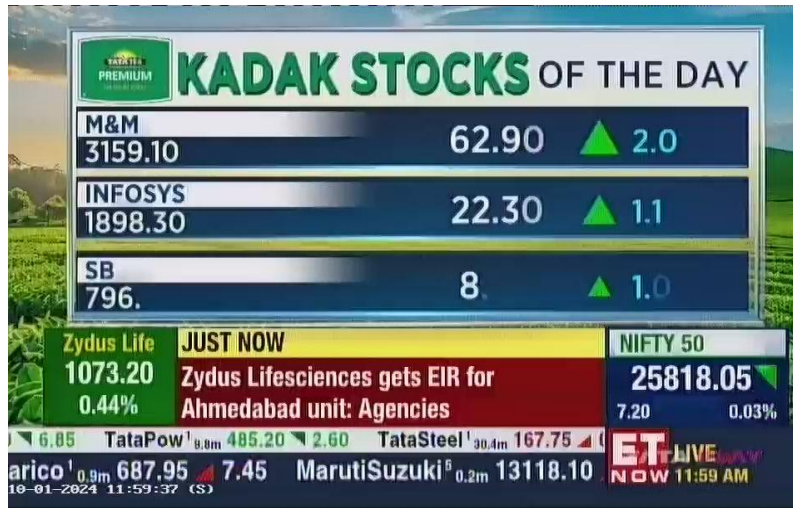 TATA TEA
PREMIUM
KADAK STOCKS OF THE DAY
M&M
3159.10 62.90 2.0
INFOSYS
1898.30 22.30 1.1
SB
796. 8. 1.0
Zydus Life
1073.20
0.44%
JUST NOW
Zydus Lifesciences gets EIR for
Ahmedabad unit: Agencies
NIFTY 50
25818.05
7.20 0.03%
6.85 TataPow 9.8m 485.20 2.60 TataSteel 30.4m 167.75
arico 0.9m 687.95 7.45 MarutiSuzuki 0.2m 13118.10
ET
NOW
LIVE
11:59 AM
10-01-2024 11:59:37 (S)